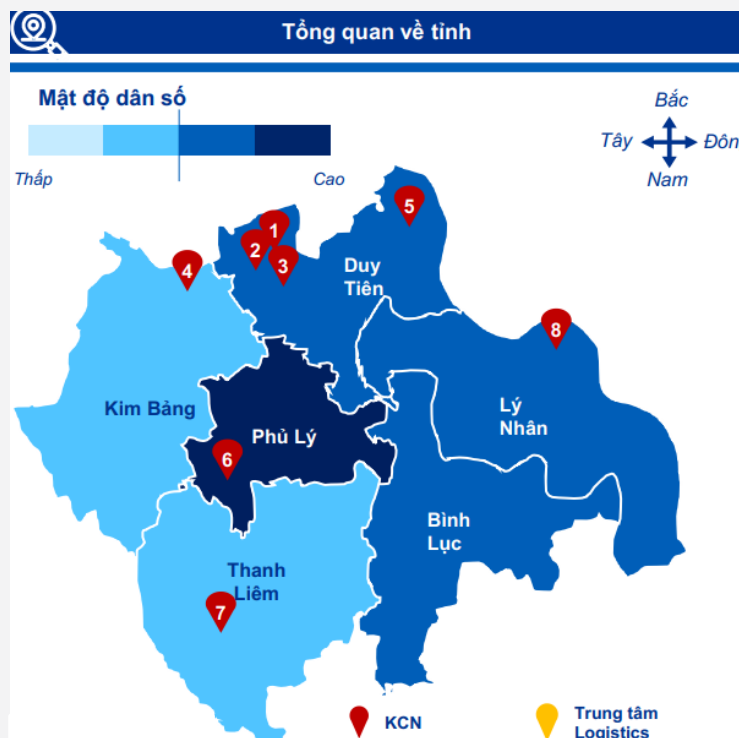 Tổng quan về tỉnh
Mật độ dân số
Thấp
Cao
Bắc
Tây
Đôn
Nam
5
1
2
3
4
Duy
Tiên
8
Kim Bảng
Lý
Nhân
Phủ Lý
6
Bình
Lục
Thanh
Liêm
7
KCN
Trung tâm
Logistics